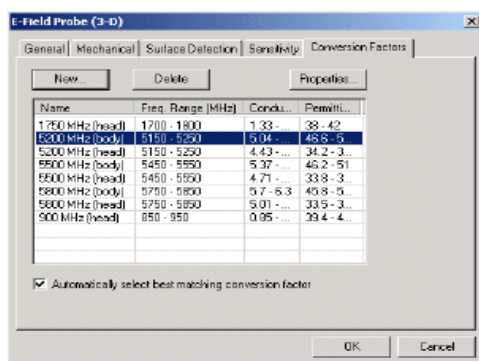 E-Field Probe (3-D)
General Mechanical Surface Detection Sensitivity Conversion Factors
New... Delete Properties...
Name Freq. Range (MHz) Condu... Permitti...
1750 MHz (head) 1700 - 1800 1.33 - ... 38 - 42
5200 MHz (body) 5150 - 5250 5.04 - ... 46.6 - 5...
5200 MHz (head) 5150 - 5250 4.43 - ... 34.2 - 3...
5500 MHz (body) 5450 - 5550 5.37 - ... 46.2 - 51
5500 MHz (head) 5450 - 5550 4.71 - ... 33.8 - 3...
5800 MHz (body) 5750 - 5850 5.7 - 6.3 45.8 - 5...
5800 MHz (head) 5750 - 5850 5.01 - ... 33.5 - 3...
900 MHz (head) 850 - 950 0.85 - ... 39.4 - 4...
Automatically select best matching conversion factor
OK Cancel